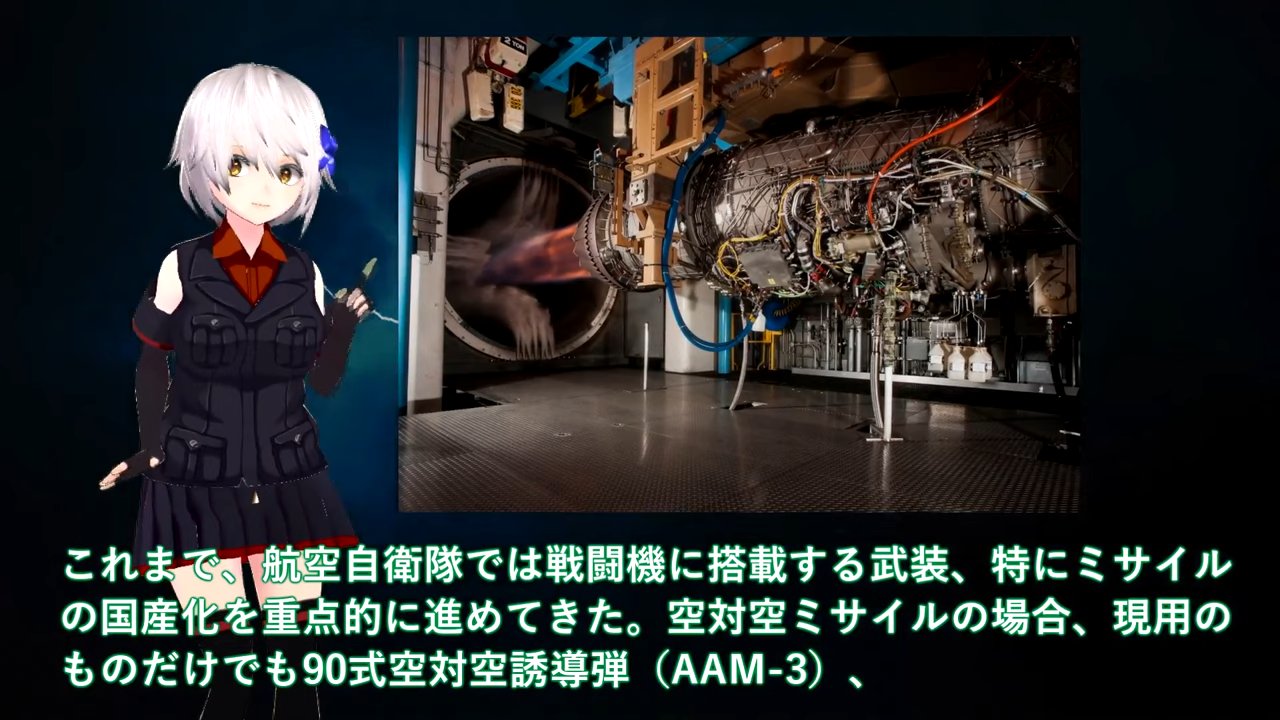 2 TON
これまで、航空自衛隊では戦闘機に搭載する武装、特にミサイル
の国産化を重点的に進めてきた。空対空ミサイルの場合、現用の
ものだけでも90式空対空誘導弾（AAM-3）、